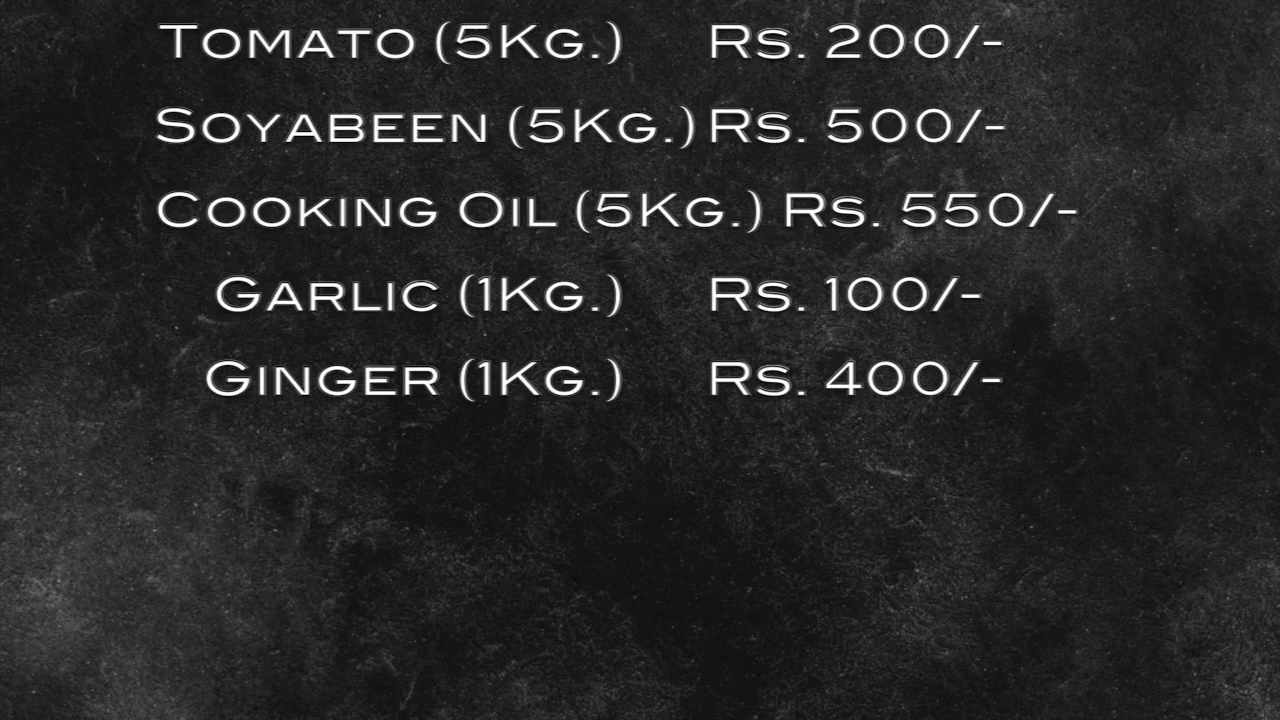 Tomato (5Kg.) Rs. 200/-
Soyabeen (5Kg.) Rs. 500/-
Cooking Oil (5Kg.) Rs. 550/-
Garlic (1Kg.) Rs. 100/-
Ginger (1Kg.) Rs. 400/-